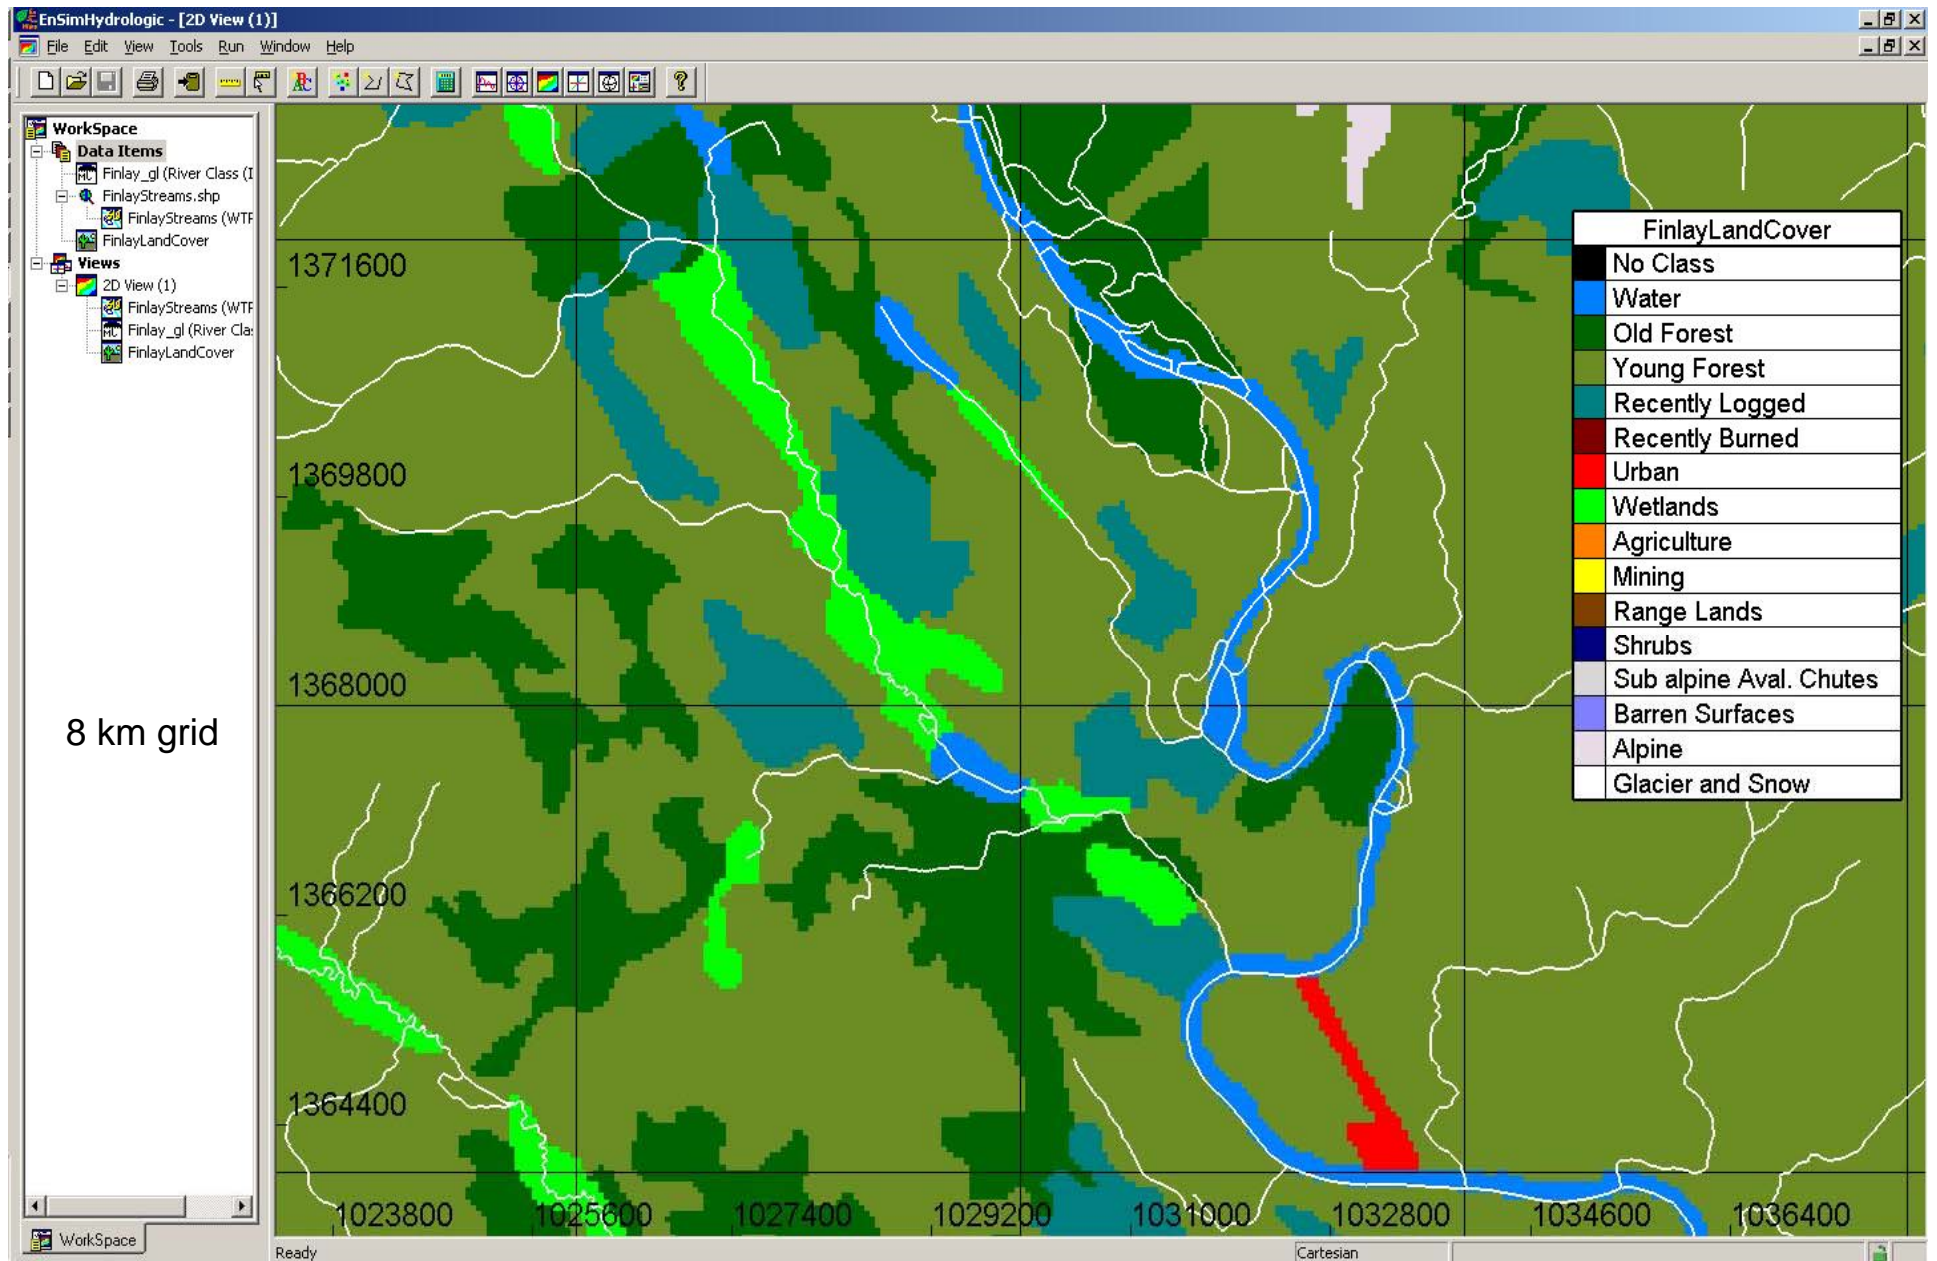 EnSimHydrologic - [2D View (1)]
File Edit View Tools Run Window Help
WorkSpace
Data Items
Finlay_gl (River Class (I
FinlayStreams.shp
FinlayStreams (WTF
FinlayLandCover
Views
2D View (1)
FinlayStreams (WTF
Finlay_gl (River Clas
FinlayLandCover
8 km grid
WorkSpace
1371600
1369800
1368000
1366200
1364400
1023800 1025600 1027400 1029200 1031000 1032800 1034600 1036400
FinlayLandCover
No Class
Water
Old Forest
Young Forest
Recently Logged
Recently Burned
Urban
Wetlands
Agriculture
Mining
Range Lands
Shrubs
Sub alpine Aval. Chutes
Barren Surfaces
Alpine
Glacier and Snow
Ready
Cartesian